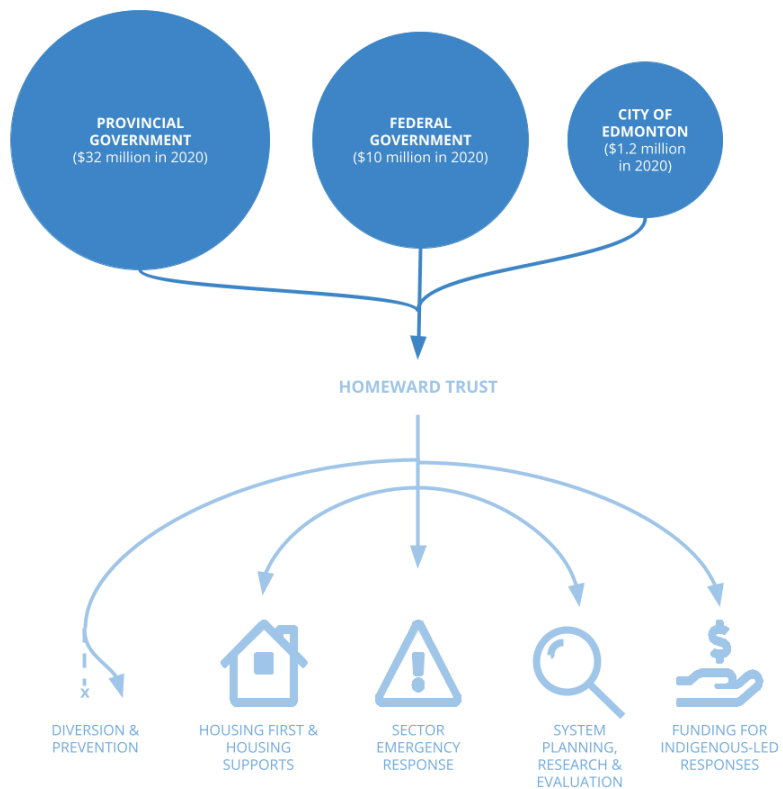 PROVINCIAL
GOVERNMENT
($32 million in 2020)
FEDERAL
GOVERNMENT
($10 million in 2020)
CITY OF
EDMONTON
($1.2 million
in 2020)
HOMEWARD TRUST
x
DIVERSION &
PREVENTION
HOUSING FIRST &
HOUSING
SUPPORTS
SECTOR
EMERGENCY
RESPONSE
SYSTEM
PLANNING,
RESEARCH &
EVALUATION
$
FUNDING FOR
INDIGENOUS-LED
RESPONSES